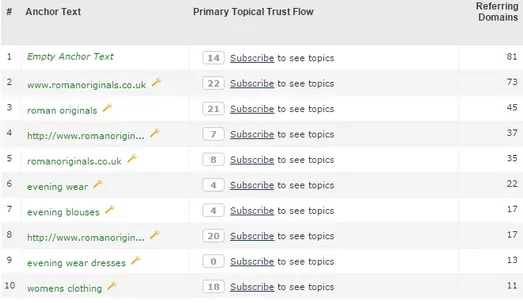 # Anchor Text Primary Topical Trust Flow Referring Domains
1 Empty Anchor Text 14 Subscribe to see topics 81
2 www.romanoriginals.co.uk 22 Subscribe to see topics 73
3 roman originals 21 Subscribe to see topics 45
4 http://www.romanorigin... 7 Subscribe to see topics 37
5 romanoriginals.co.uk 8 Subscribe to see topics 35
6 evening wear 4 Subscribe to see topics 22
7 evening blouses 4 Subscribe to see topics 17
8 http://www.romanorigin... 20 Subscribe to see topics 17
9 evening wear dresses 0 Subscribe to see topics 13
10 womens clothing 18 Subscribe to see topics 11